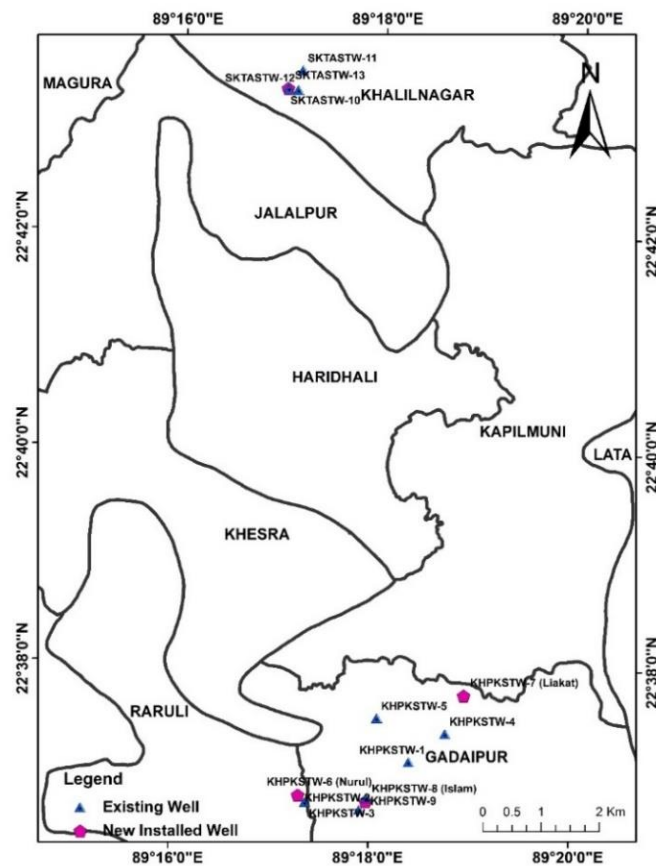 89°16'0"E
89°18'0"E
89°20'0"E
N
SKTASTW-11
SKTASTW-12
SKTASTW-13
SKTASTW-10
KHALILNAGAR
MAGURA
22°42'0"N
22°42'0"N
JALALPUR
HARIDHALI
KAPILMUNI
LATA
22°40'0"N
22°40'0"N
KHESRA
22°38'0"N
22°38'0"N
KHPKSTW-7 (Liakat)
KHPKSTW-5
KHPKSTW-4
RARULI
KHPKSTW-1
GADAIPUR
KHPKSTW-6 (Nurul)
KHPKSTW-8 (Islam)
KHPKSTW-9
KHPKSTW-3
Legend
Existing Well
New Installed Well
0 0.5 1 2 Km
89°16'0"E
89°18'0"E
89°20'0"E